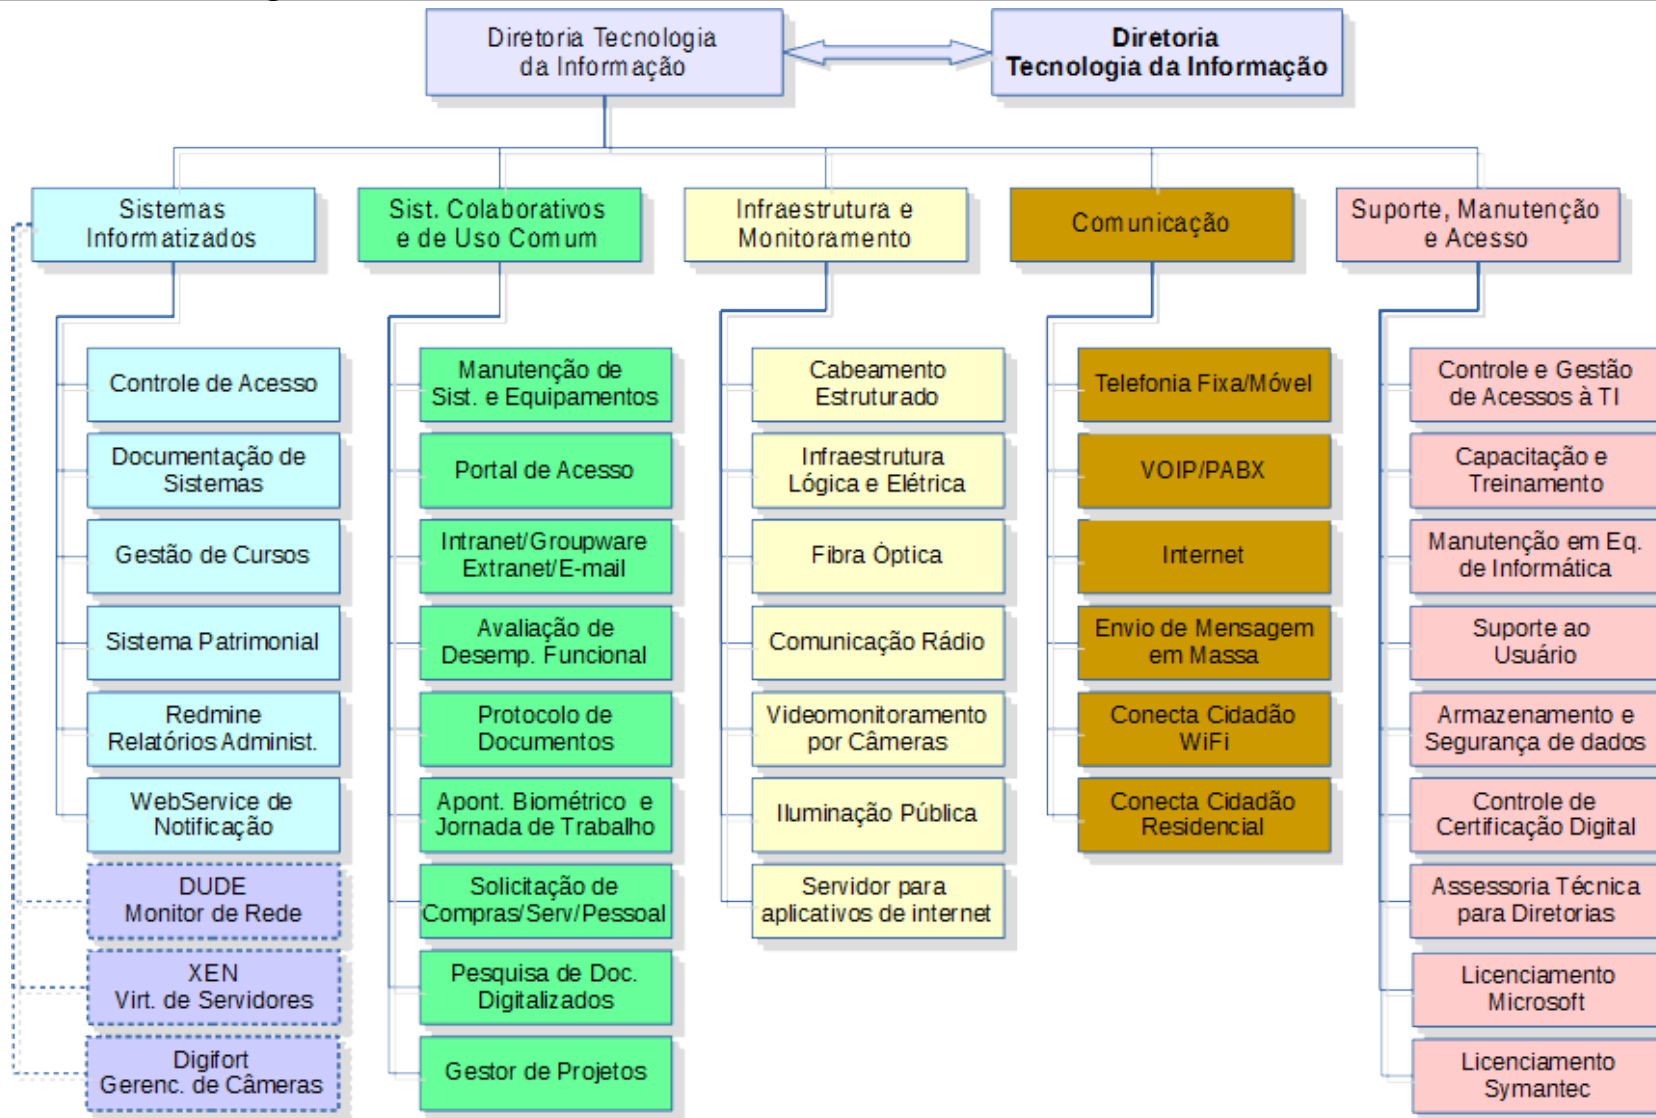 Diretoria Tecnologia
da Informação
Diretoria
Tecnologia da Informação
Sistemas
Informatizados
Sist. Colaborativos
e de Uso Comum
Infraestrutura e
Monitoramento
Comunicação
Suporte, Manutenção
e Acesso
Controle de Acesso
Documentação de
Sistemas
Gestão de Cursos
Sistema Patrimonial
Redmine
Relatórios Administ.
WebService de
Notificação
DUDE
Monitor de Rede
XEN
Virt. de Servidores
Digifort
Gerenc. de Câmeras
Manutenção de
Sist. e Equipamentos
Portal de Acesso
Intranet/Groupware
Extranet/E-mail
Avaliação de
Desemp. Funcional
Protocolo de
Documentos
Apont. Biométrico e
Jornada de Trabalho
Solicitação de
Compras/Serv/Pessoal
Pesquisa de Doc.
Digitalizados
Gestor de Projetos
Cabeamento
Estruturado
Infraestrutura
Lógica e Elétrica
Fibra Óptica
Comunicação Rádio
Videomonitoramento
por Câmeras
Iluminação Pública
Servidor para
aplicativos de internet
Telefonia Fixa/Móvel
VOIP/PABX
Internet
Envio de Mensagem
em Massa
Conecta Cidadão
WiFi
Conecta Cidadão
Residencial
Controle e Gestão
de Acessos à TI
Capacitação e
Treinamento
Manutenção em Eq.
de Informática
Suporte ao
Usuário
Armazenamento e
Segurança de dados
Controle de
Certificação Digital
Assessoria Técnica
para Diretorias
Licenciamento
Microsoft
Licenciamento
Symantec